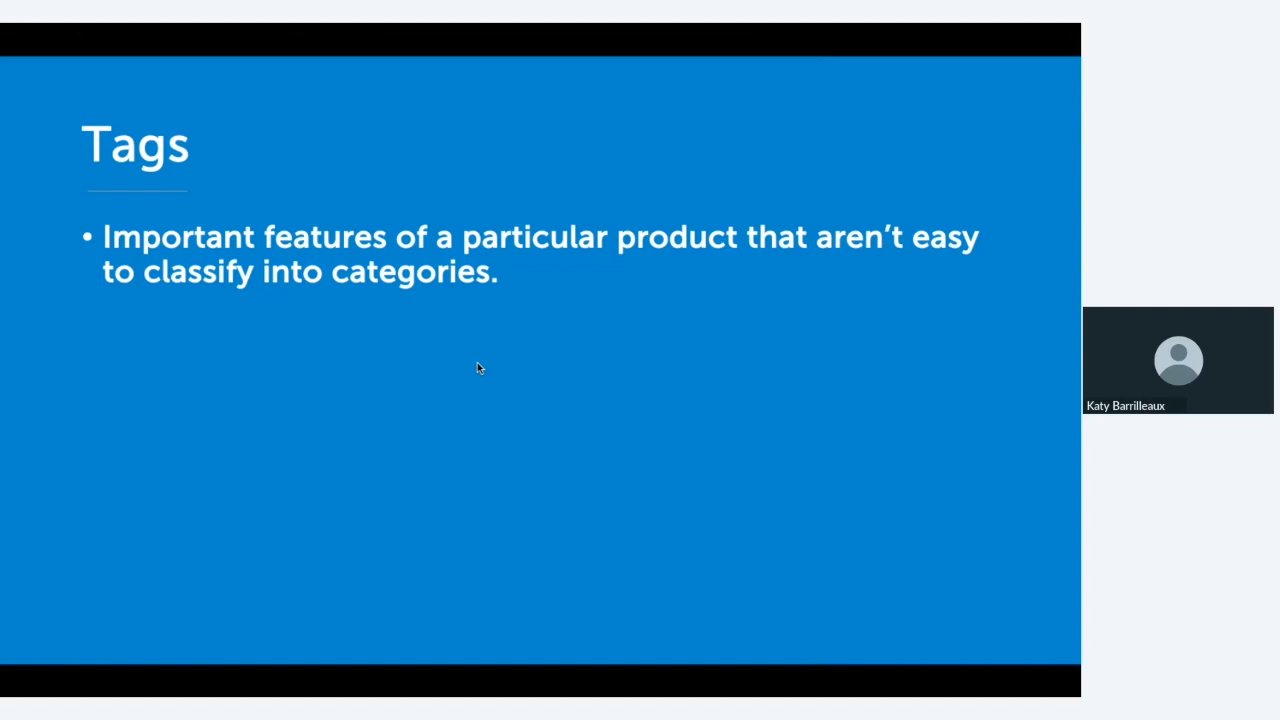 Tags
• Important features of a particular product that aren’t easy
to classify into categories.
Katy Barrilleaux